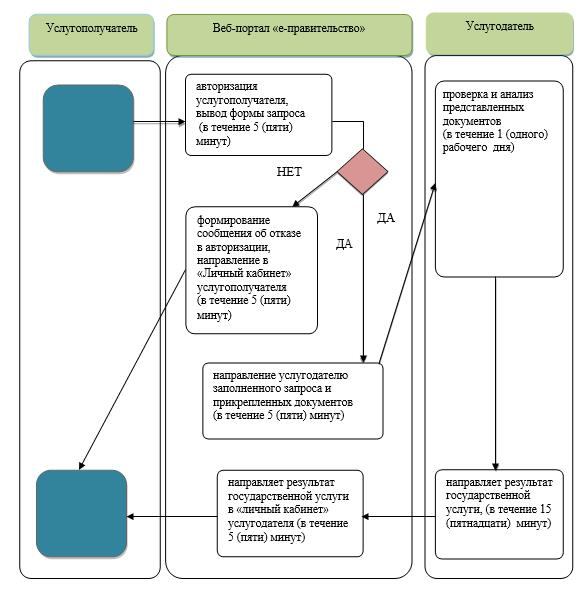 Услугополучатель
Веб-портал «е-правительство»
Услугодатель
авторизация
услугополучателя,
вывод формы запроса
(в течение 5 (пяти)
минут)
проверка и анализ
представленных
документов
(в течение 1 (одного)
рабочего дня)
НЕТ
ДА
ДА
формирование
сообщения об отказе
в авторизации,
направление в
«Личный кабинет»
услугополучателя
(в течение 5 (пяти)
минут)
направление услугодателю
заполненного запроса и
прикрепленных документов
(в течение 5 (пяти) минут)
направляет результат
государственной услуги
в «личный кабинет»
услугодателя (в течение
5 (пяти) минут)
направляет результат
государственной
услуги, (в течение 15
(пятнадцати) минут)